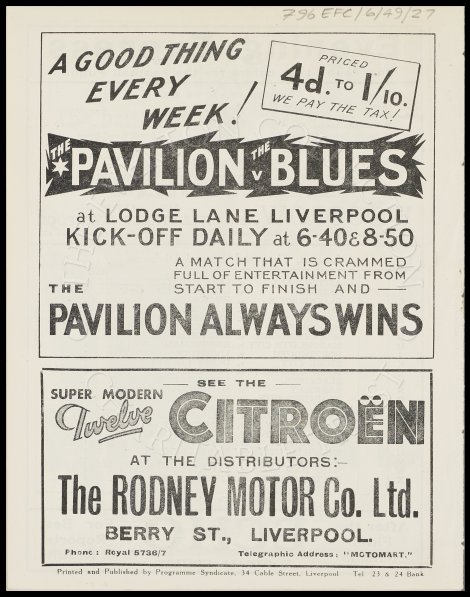 796 EFC/6/49/27
A GOOD THING
EVERY
WEEK!
PRICED
4d. TO 1/10.
WE PAY THE TAX!
THE PAVILION THE v BLUES
at LODGE LANE LIVERPOOL
KICK-OFF DAILY at 6-40 & 8-50
A MATCH THAT IS CRAMMED
FULL OF ENTERTAINMENT FROM
THE START TO FINISH AND —
PAVILION ALWAYS WINS
— SEE THE —
SUPER MODERN
Twelve CITROËN
AT THE DISTRIBUTORS:–
The RODNEY MOTOR Co. Ltd.
BERRY ST., LIVERPOOL.
Phone : Royal 5736/7 Telegraphic Address : "MOTOMART."
Printed and Published by Programme Syndicate, 34 Cable Street, Liverpool Tel 23 & 24 Bank